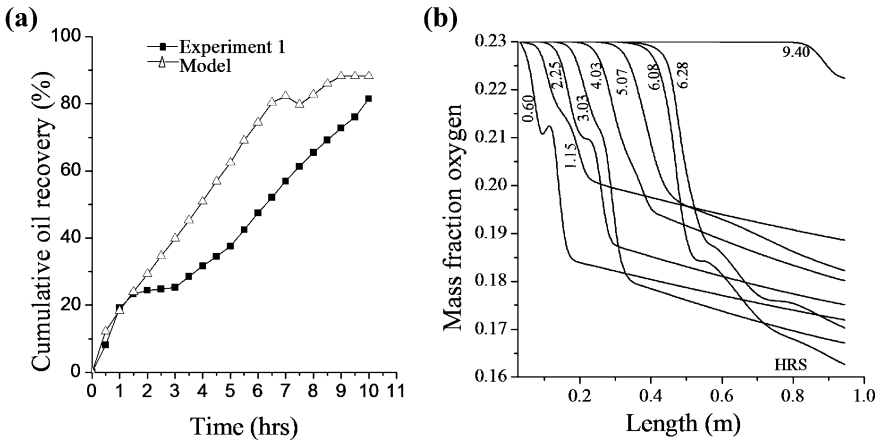 (a)
Cumulative oil recovery (%)
100
80
60
40
20
0
Experiment 1
Model
0 1 2 3 4 5 6 7 8 9 10 11
Time (hrs)
(b)
Mass fraction oxygen
0.23
0.22
0.21
0.20
0.19
0.18
0.17
0.16
0.60
1.15
2.25
3.03
4.03
5.07
6.08
6.28
9.40
HRS
0.2 0.4 0.6 0.8 1.0
Length (m)